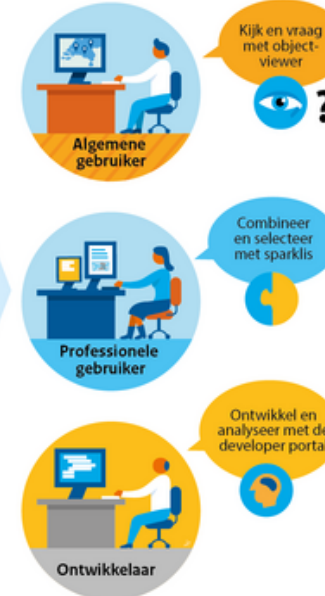 Kijk en vraag
met object-
viewer
?
Algemene
gebruiker
Combineer
en selecteer
met sparklis
Professionele
gebruiker
Ontwikkel en
analyseer met de
developer porta
Ontwikkelaar